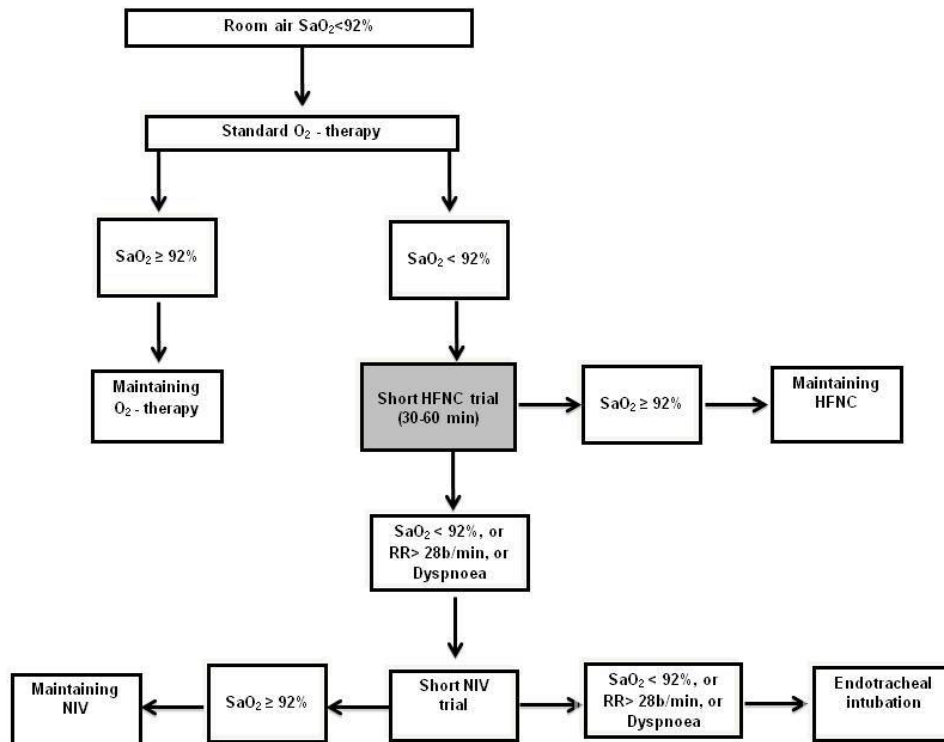 Room air SaO₂<92%
Standard O₂ - therapy
SaO₂ ≥ 92%
SaO₂ < 92%
Maintaining
O₂ - therapy
Short HFNC trial
(30-60 min)
SaO₂ ≥ 92%
Maintaining
HFNC
SaO₂ < 92%, or
RR> 28b/min, or
Dyspnoea
Maintaining
NIV
SaO₂ ≥ 92%
Short NIV
trial
SaO₂ < 92%, or
RR> 28b/min, or
Dyspnoea
Endotracheal
intubation